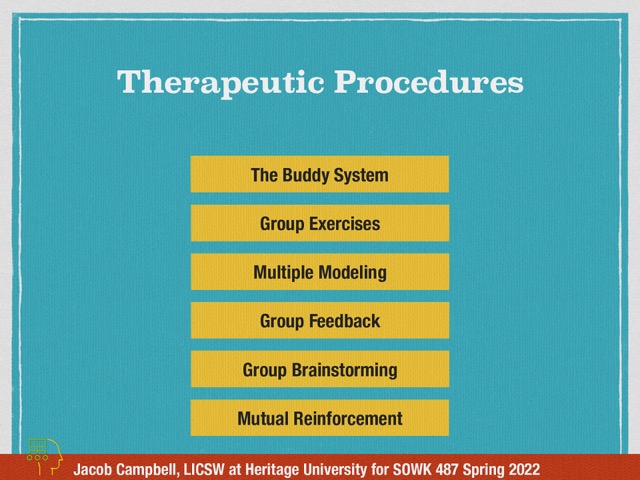 Therapeutic Procedures
The Buddy System
Group Exercises
Multiple Modeling
Group Feedback
Group Brainstorming
Mutual Reinforcement
Jacob Campbell, LICSW at Heritage University for SOWK 487 Spring 2022